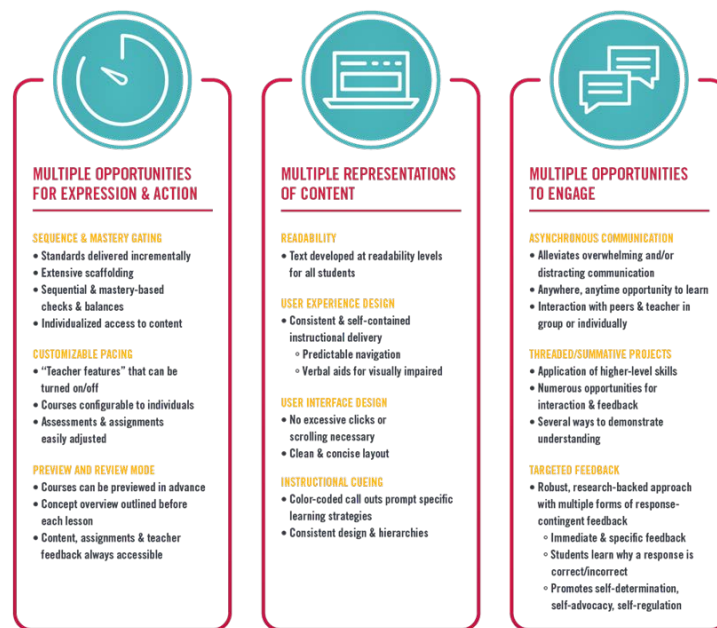 MULTIPLE OPPORTUNITIES
FOR EXPRESSION & ACTION
SEQUENCE & MASTERY GATING
• Standards delivered incrementally
• Extensive scaffolding
• Sequential & mastery-based
checks & balances
• Individualized access to content
CUSTOMIZABLE PACING
• “Teacher features” that can be
turned on/off
• Courses configurable to individuals
• Assessments & assignments
easily adjusted
PREVIEW AND REVIEW MODE
• Courses can be previewed in advance
• Concept overview outlined before
each lesson
• Content, assignments & teacher
feedback always accessible
MULTIPLE REPRESENTATIONS
OF CONTENT
READABILITY
• Text developed at readability levels
for all students
USER EXPERIENCE DESIGN
• Consistent & self-contained
instructional delivery
◦ Predictable navigation
◦ Verbal aids for visually impaired
USER INTERFACE DESIGN
• No excessive clicks or
scrolling necessary
• Clean & concise layout
INSTRUCTIONAL CUEING
• Color-coded call outs prompt specific
learning strategies
• Consistent design & hierarchies
MULTIPLE OPPORTUNITIES
TO ENGAGE
ASYNCHRONOUS COMMUNICATION
• Alleviates overwhelming and/or
distracting communication
• Anywhere, anytime opportunity to learn
• Interaction with peers & teacher in
group or individually
THREADED/SUMMATIVE PROJECTS
• Application of higher-level skills
• Numerous opportunities for
interaction & feedback
• Several ways to demonstrate
understanding
TARGETED FEEDBACK
• Robust, research-backed approach
with multiple forms of response-
contingent feedback
◦ Immediate & specific feedback
◦ Students learn why a response is
correct/incorrect
◦ Promotes self-determination,
self-advocacy, self-regulation